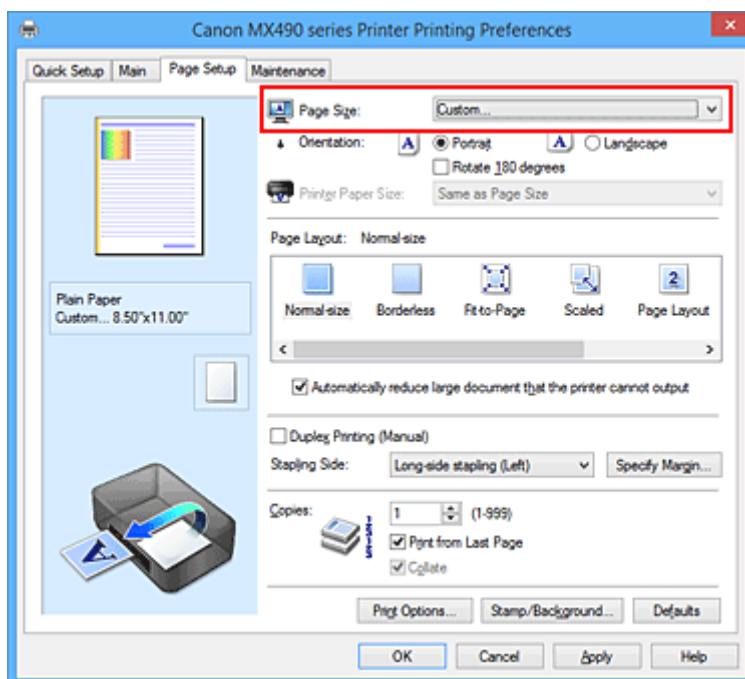 Canon MX490 series Printer Printing Preferences
Quick Setup Main Page Setup Maintenance
Page Size: Custom...
Orientation: A Portrait A Landscape
Rotate 180 degrees
Printer Paper Size: Same as Page Size
Page Layout: Normal-size
2
Normal-size Borderless Fit-to-Page Scaled Page Layout
Plain Paper
Custom... 8.50"x11.00"
Automatically reduce large document that the printer cannot output
Duplex Printing (Manual)
Stapling Side: Long-side stapling (Left) Specify Margin...
Copies: 1 (1-999)
Print from Last Page
Collate
A
Print Options... Stamp/Background... Defaults
OK Cancel Apply Help